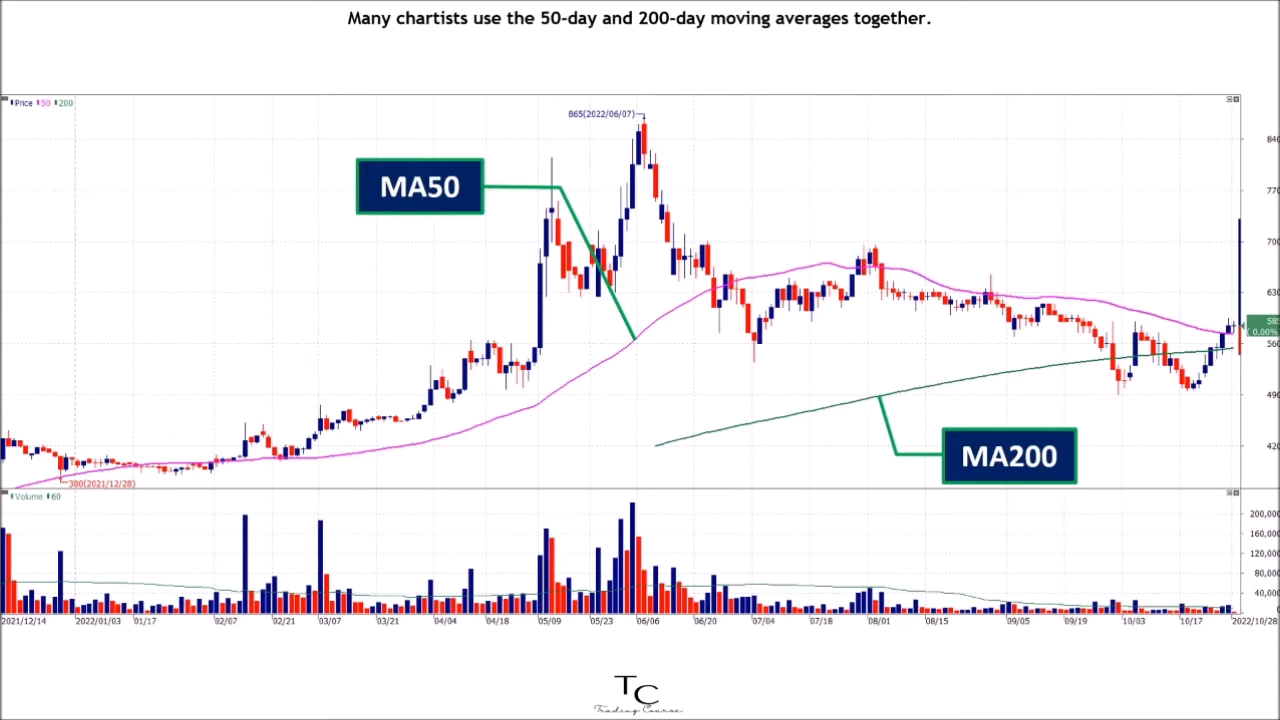 Many chartists use the 50-day and 200-day moving averages together.
Price 50 200
865(2022/06/07)
840
MA50
770
700
630
585
( 0.00%
560
490
MA200
420
380(2021/12/28)
Volume 60
200,000
160,000
120,000
80,000
40,000
2021/12/14 2022/01/03 01/17 02/07 02/21 03/07 03/21 04/04 04/18 05/09 05/23 06/06 06/20 07/04 07/18 08/01 08/15 09/05 09/19 10/03 10/17 2022/10/28
TC
Trading Course